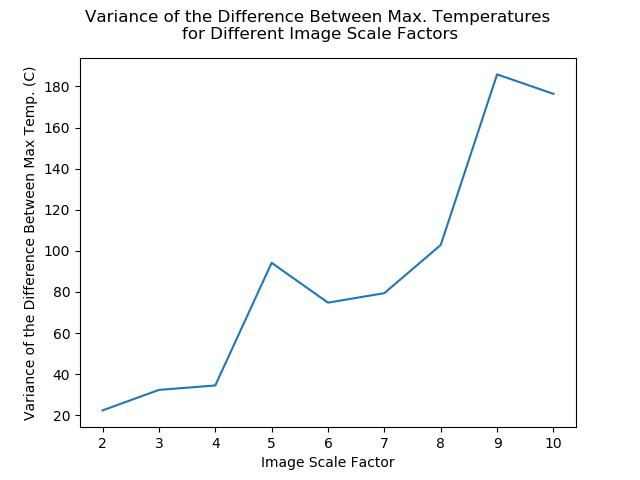 Variance of the Difference Between Max. Temperatures
for Different Image Scale Factors
Variance of the Difference Between Max Temp. (C)
180
160
140
120
100
80
60
40
20
2 3 4 5 6 7 8 9 10
Image Scale Factor